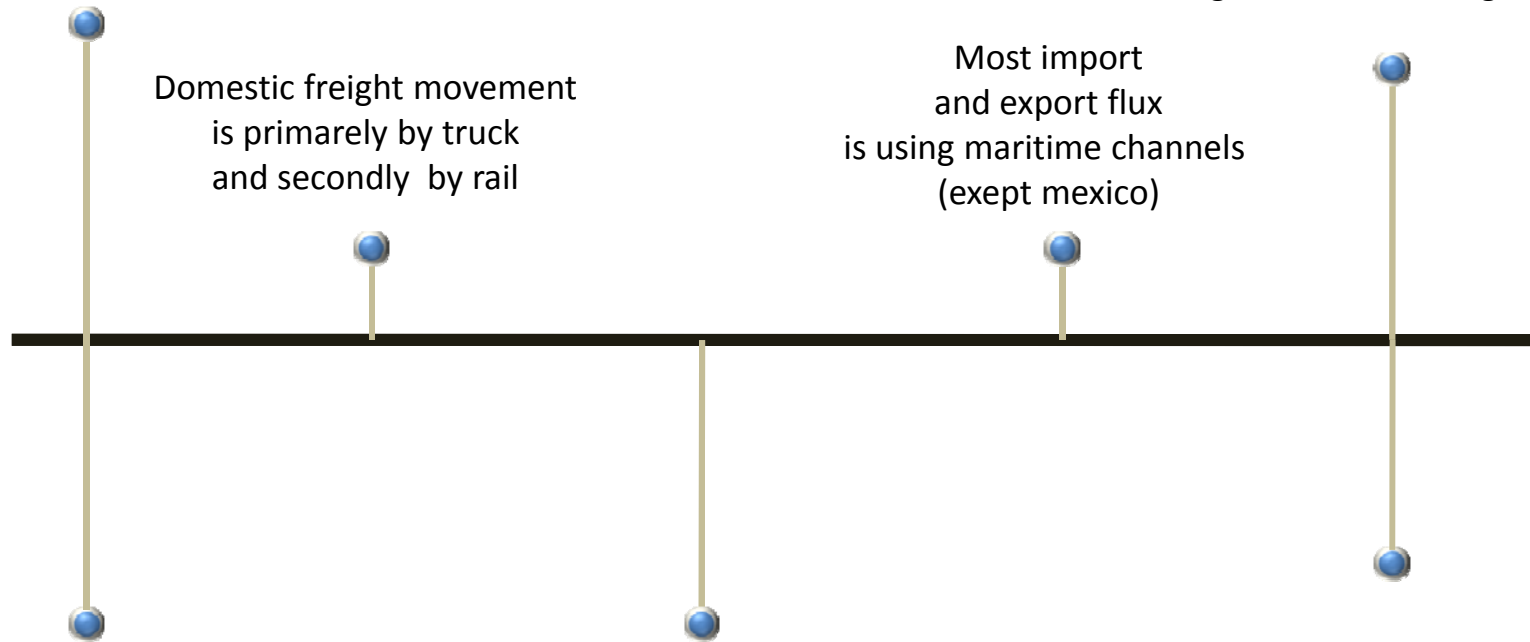 Domestic freight movement
is primarely by truck
and secondly  by rail
Most import
and export flux
is using maritime channels
(exept mexico)